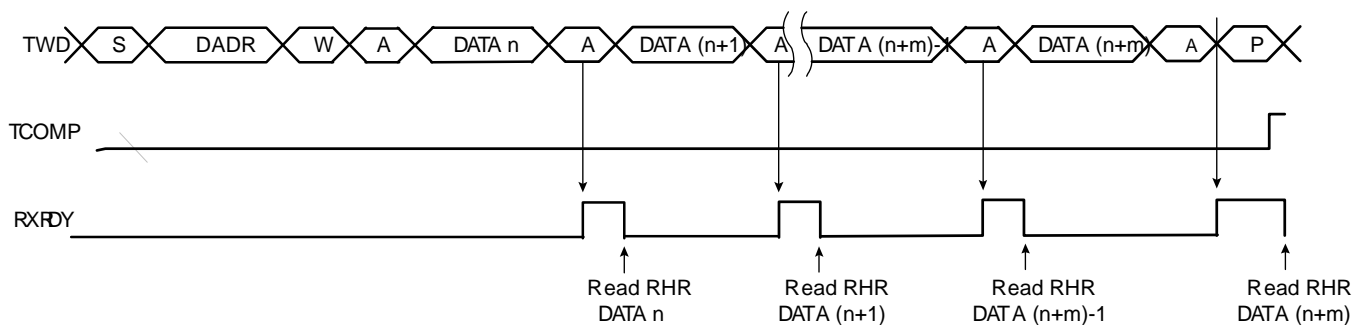 TWD S DADR W A DATA n A DATA (n+1) A DATA (n+m)-1 A DATA (n+m) A P
TCOMP
RXRDY
Read RHR Read RHR Read RHR Read RHR
DATA n DATA (n+1) DATA (n+m)-1 DATA (n+m)